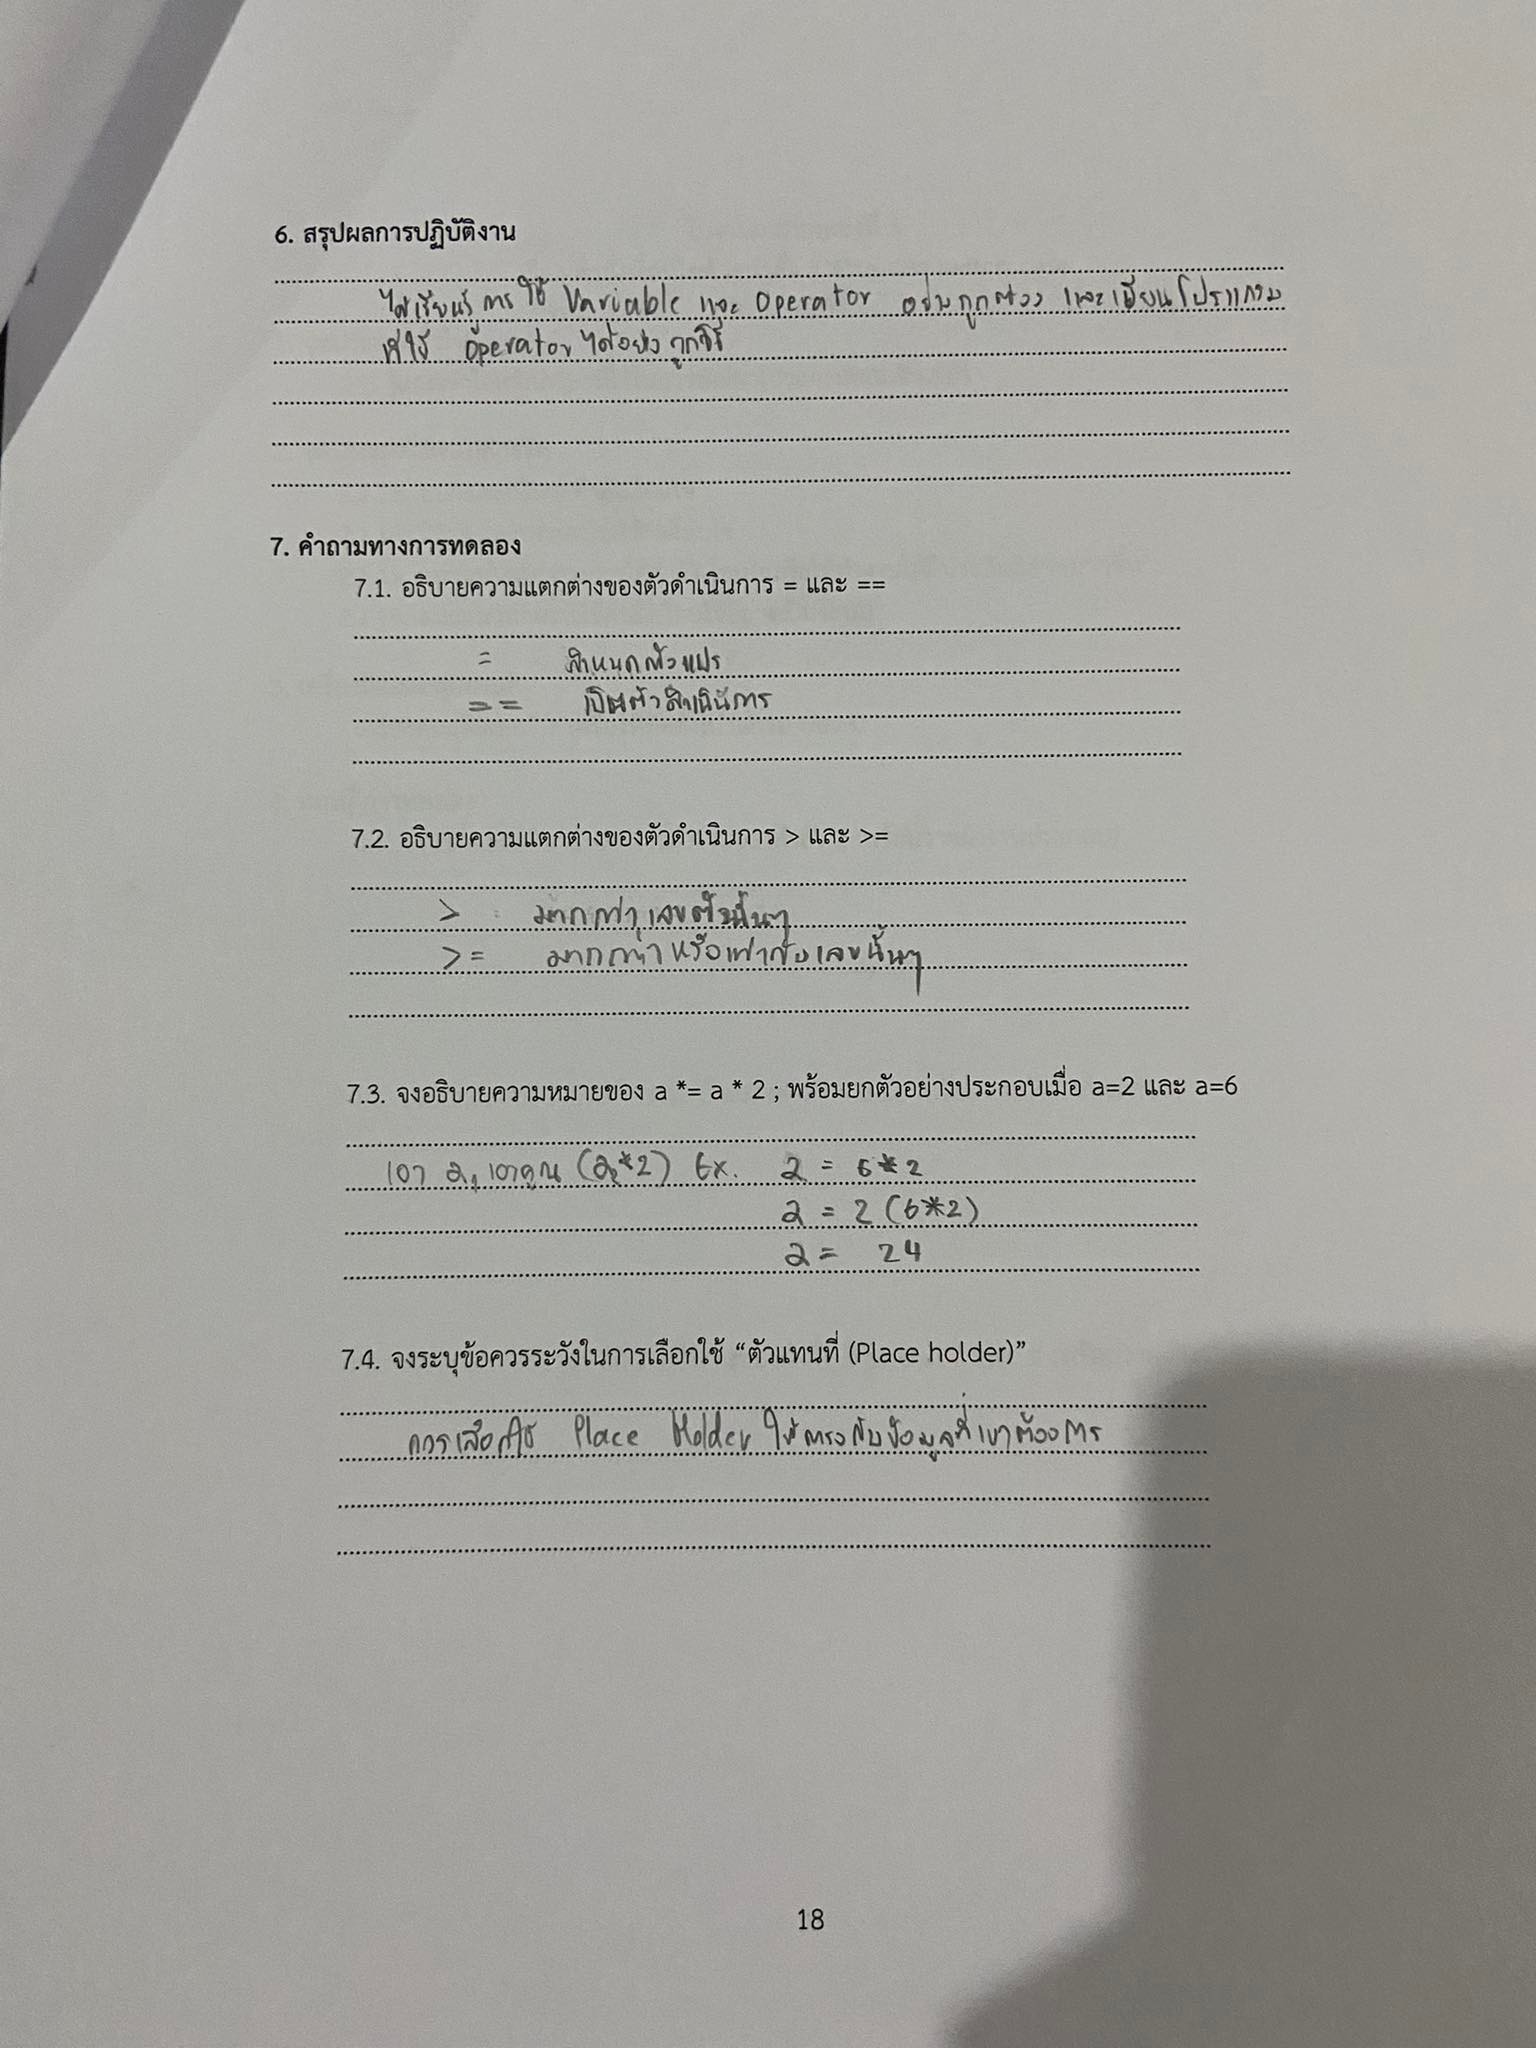 6. สรุปผลการปฏิบัติงาน
ได้เรียนรู้การใช้ Variable และ Operator อย่างถูกต้อง และเขียนโปรแกรม
ที่ใช้ Operator ได้อย่างถูกวิธี
7. คำถามทางการทดลอง
7.1. อธิบายความแตกต่างของตัวดำเนินการ = และ ==
= กำหนดตัวแปร
== เป็นตัวดำเนินการ
7.2. อธิบายความแตกต่างของตัวดำเนินการ > และ >=
> มากกว่าเลขตัวนั้นๆ
>= มากกว่าหรือเท่ากับเลขนั้นๆ
7.3. จงอธิบายความหมายของ a *= a * 2 ; พร้อมยกตัวอย่างประกอบเมื่อ a=2 และ a=6
เอา a, เอาคูณ (a₂*2) Ex. a = 6*2
a = 2 (6*2)
a = 24
7.4. จงระบุข้อควรระวังในการเลือกใช้ “ตัวแทนที่ (Place holder)”
ควรเลือกใช้ Place Holder ให้ตรงกับข้อมูลที่เราต้องการ
18